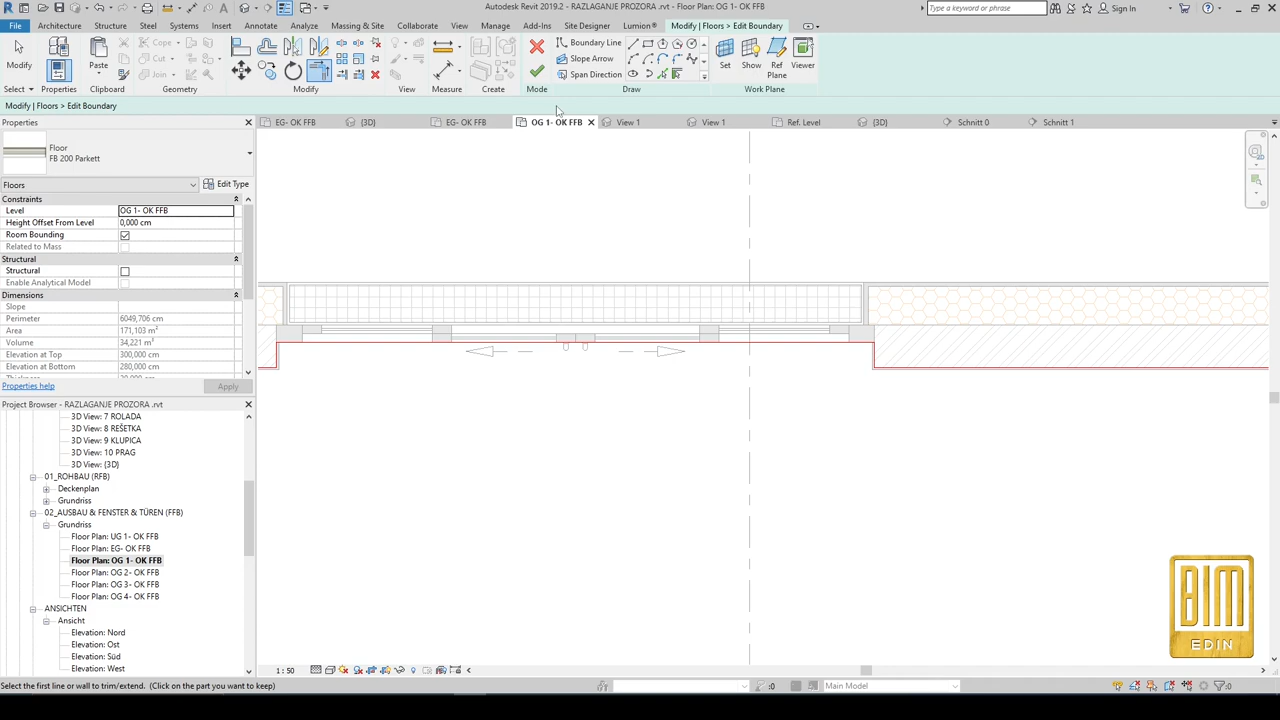 Autodesk Revit 2019.2 - RAZLAGANJE PROZORA .rvt - Floor Plan: OG 1- OK FFB
Type a keyword or phrase
Sign In
File
Architecture
Structure
Steel
Systems
Insert
Annotate
Analyze
Massing & Site
Collaborate
View
Manage
Add-Ins
Enscape™
Lumion®
Modify | Floors > Edit Boundary
Modify
Paste
Cope
Cut
Join
Boundary Line
Slope Arrow
Span Direction
Set
Show
Ref
Plane
Viewer
Select
Properties
Clipboard
Geometry
Modify
View
Measure
Create
Mode
Draw
Work Plane
Modify | Floors > Edit Boundary
Properties
EG- OK FFB
{3D}
EG- OK FFB
OG 1- OK FFB
View 1
View 1
Ref. Level
{3D}
Schnitt 0
Schnitt 1
Floor
FB 200 Parkett
Floors
Edit Type
Constraints
Level OG 1- OK FFB
Height Offset From Level 0,000 cm
Room Bounding
Related to Mass
Structural
Structural
Enable Analytical Model
Dimensions
Slope
Perimeter 6049,706 cm
Area 171,103 m²
Volume 34,221 m³
Elevation at Top 300,000 cm
Elevation at Bottom 280,000 cm
Properties help
Apply
Project Browser - RAZLAGANJE PROZORA .rvt
3D View: 7 ROLADA
3D View: 8 REŠETKA
3D View: 9 KLUPICA
3D View: 10 PRAG
3D View: {3D}
01_ROHBAU (RFB)
Deckenplan
Grundriss
02_AUSBAU & FENSTER & TÜREN (FFB)
Grundriss
Floor Plan: UG 1- OK FFB
Floor Plan: EG- OK FFB
Floor Plan: OG 1- OK FFB
Floor Plan: OG 2- OK FFB
Floor Plan: OG 3- OK FFB
Floor Plan: OG 4- OK FFB
ANSICHTEN
Ansicht
Elevation: Nord
Elevation: Ost
Elevation: Süd
Elevation: West
BIM
EDIN
1 : 50
Select the first line or wall to trim/extend. (Click on the part you want to keep)
:0
Main Model
:0